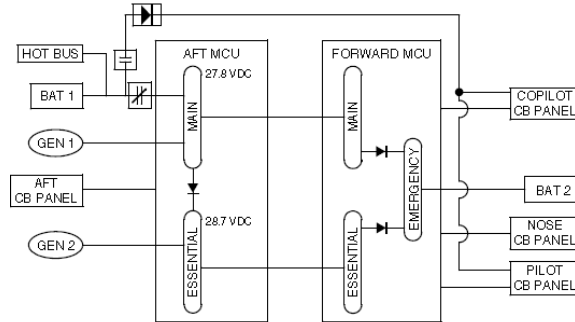 HOT BUS
AFT MCU
FORWARD MCU
27.8 VDC
BAT 1
MAIN
MAIN
COPILOT
CB PANEL
GEN 1
EMERGENCY
AFT
CB PANEL
BAT 2
28.7 VDC
GEN 2
ESSENTIAL
ESSENTIAL
NOSE
CB PANEL
PILOT
CB PANEL